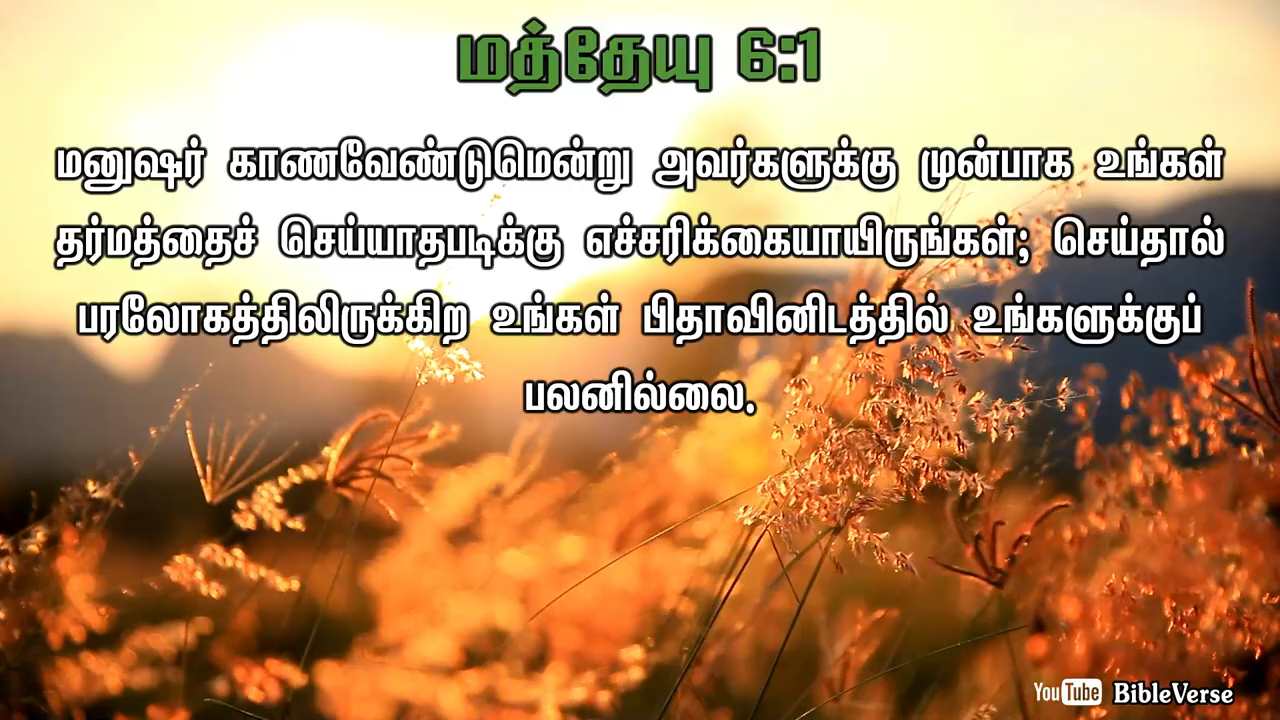 மத்தேயு 6:1
மனுஷர் காணவேண்டுமென்று அவர்களுக்கு முன்பாக உங்கள்
தர்மத்தைச் செய்யாதபடிக்கு எச்சரிக்கையாயிருங்கள்; செய்தால்
பரலோகத்திலிருக்கிற உங்கள் பிதாவினிடத்தில் உங்களுக்குப்
பலனில்லை.
YouTube BibleVerse